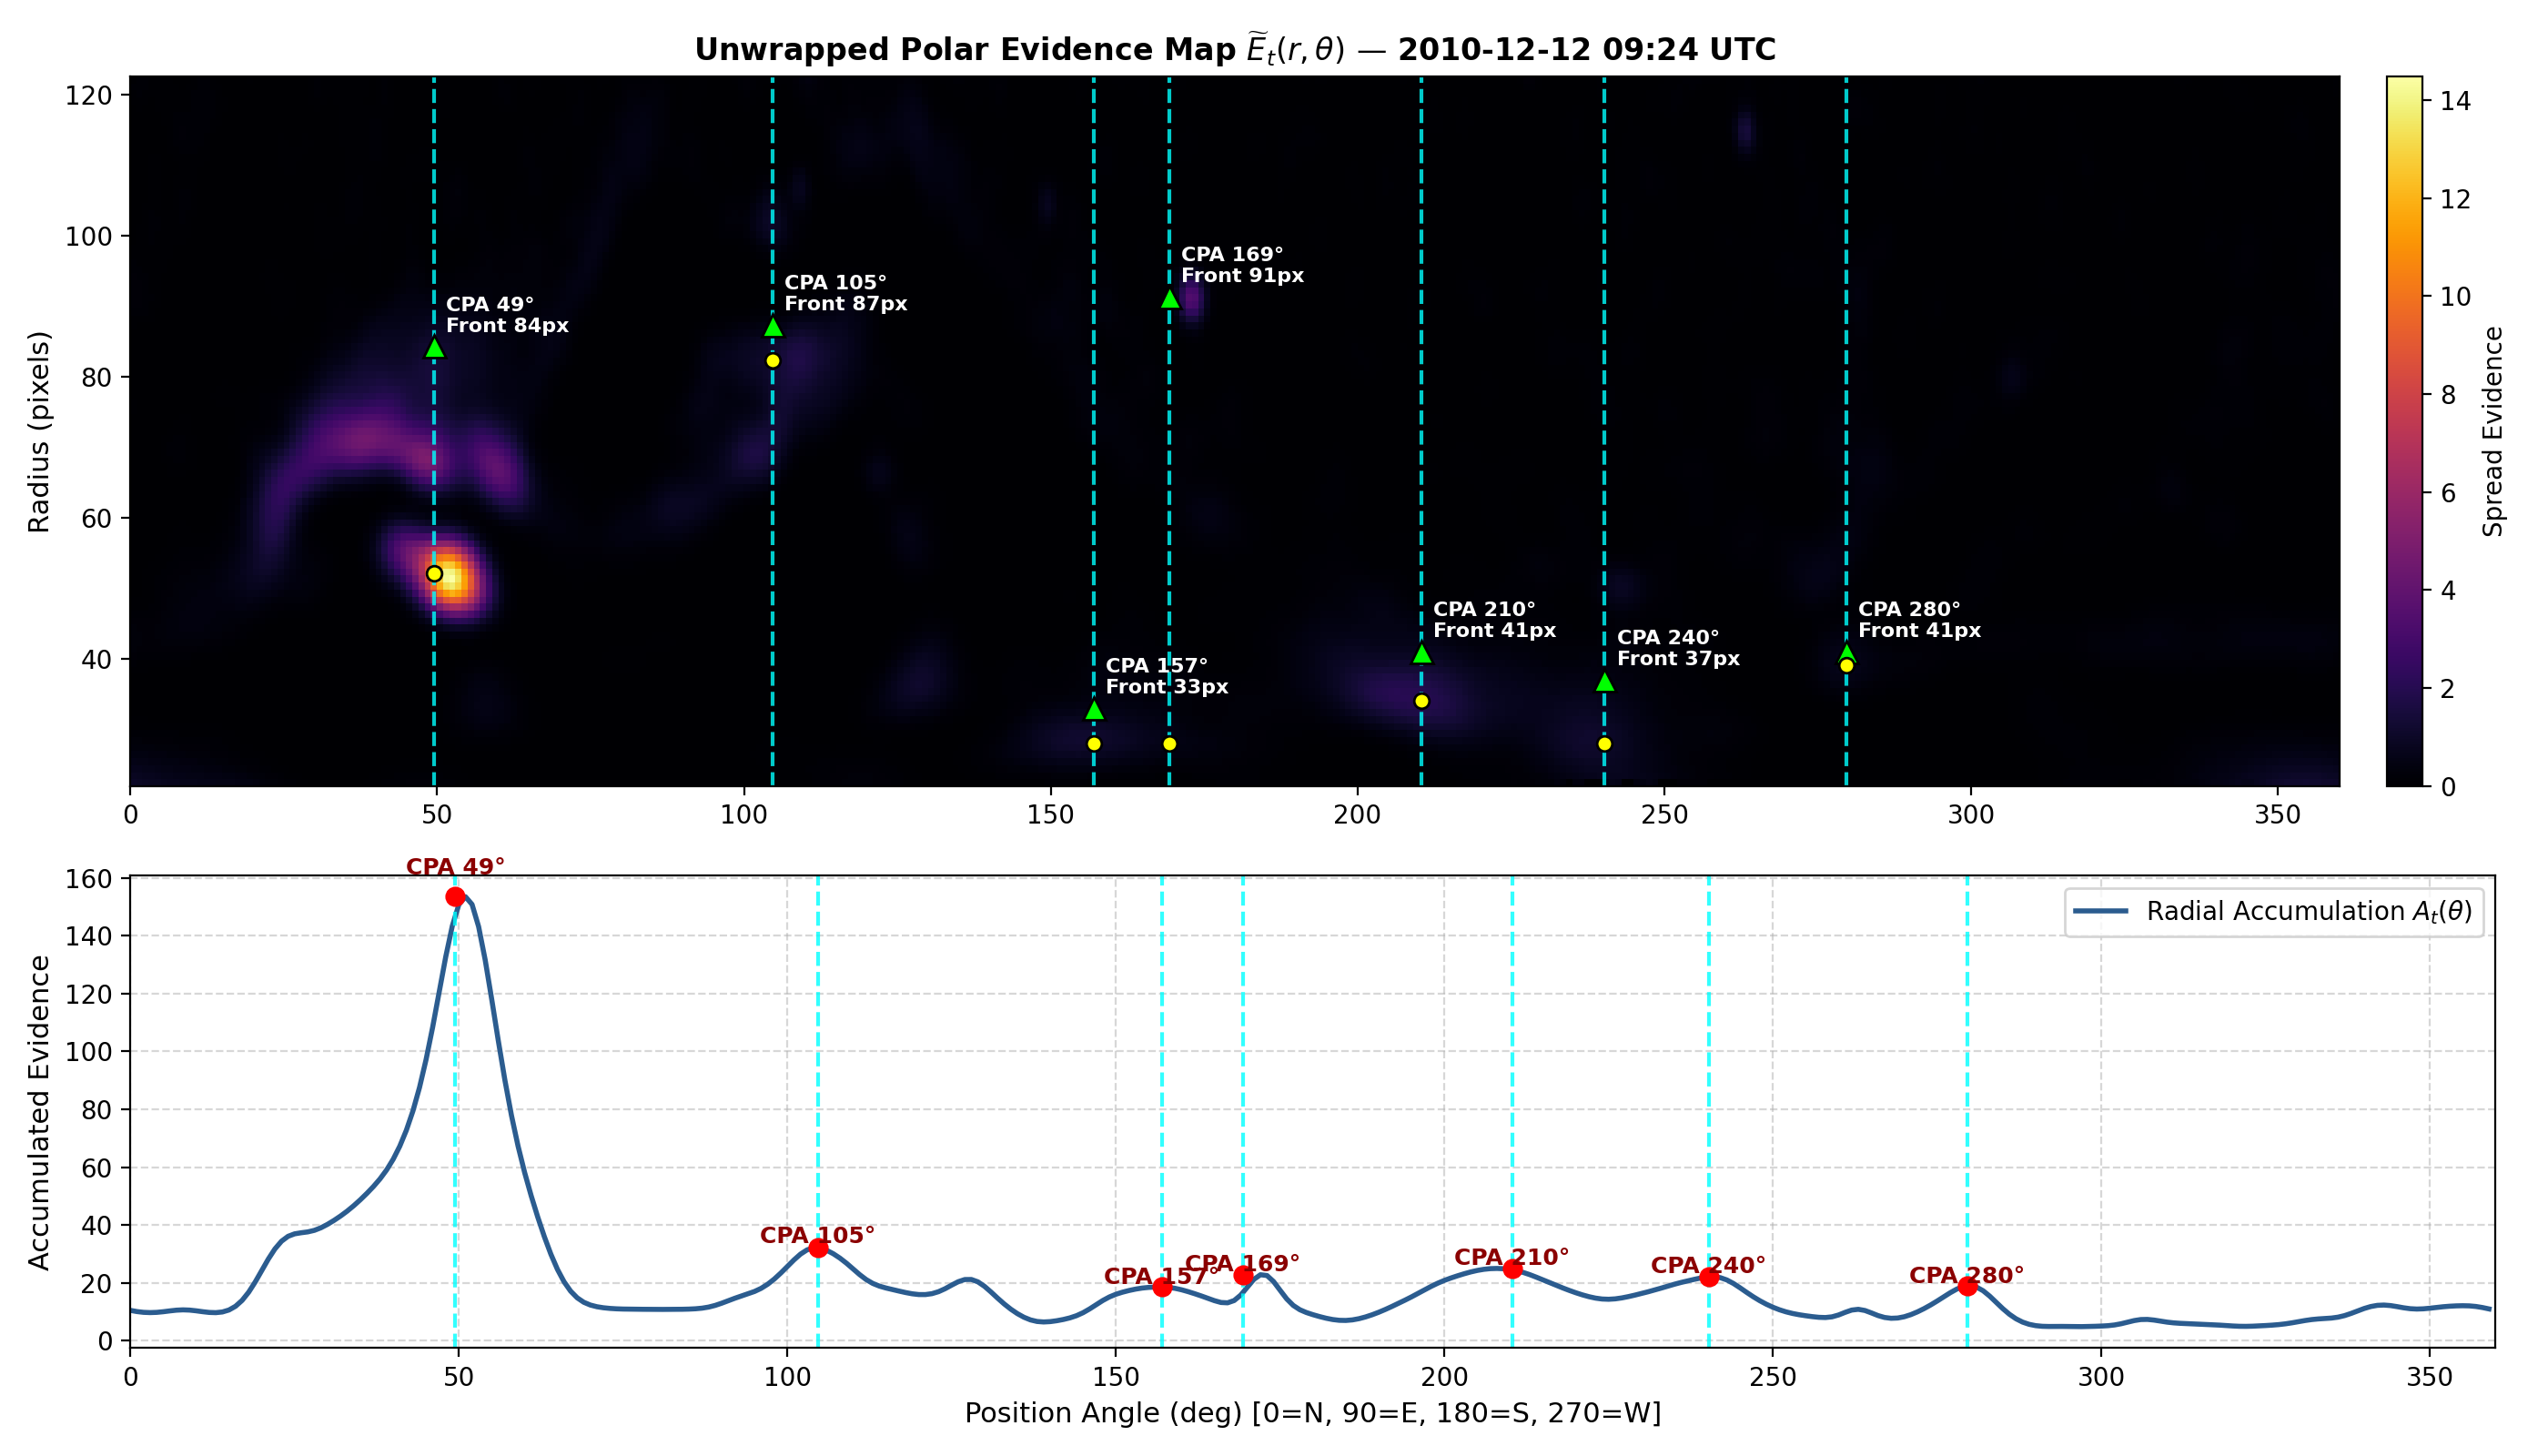 Unwrapped Polar Evidence Map Ẽₜ(r, θ) — 2010-12-12 09:24 UTC
Radius (pixels)
120
100
80
60
40
CPA 49°
Front 84px
CPA 105°
Front 87px
CPA 169°
Front 91px
CPA 157°
Front 33px
CPA 210°
Front 41px
CPA 240°
Front 37px
CPA 280°
Front 41px
0 50 100 150 200 250 300 350
14
12
10
8
6
4
2
0
Spread Evidence
Accumulated Evidence
160
140
120
100
80
60
40
20
0
CPA 49°
CPA 105°
CPA 157°
CPA 169°
CPA 210°
CPA 240°
CPA 280°
Radial Accumulation Aₜ(θ)
0 50 100 150 200 250 300 350
Position Angle (deg) [0=N, 90=E, 180=S, 270=W]